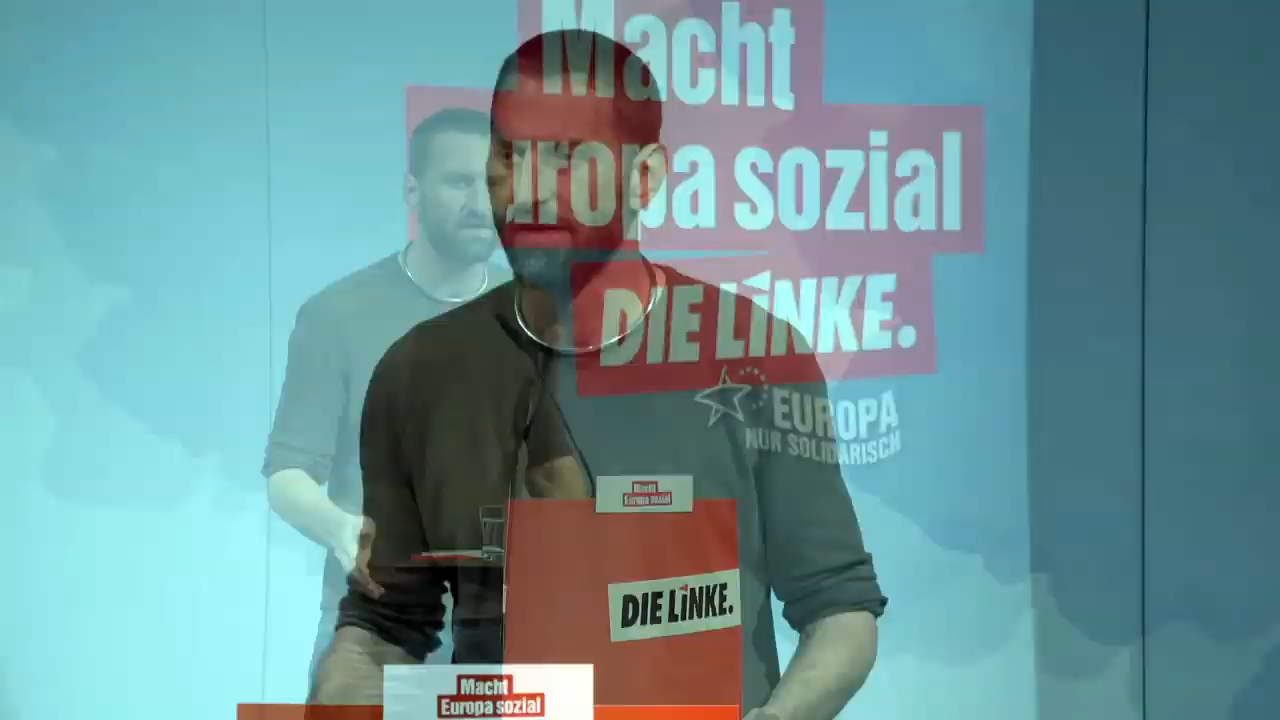 Macht
Europa sozial
DIE LINKE.
EUROPA
NUR SOLIDARISCH
Macht
Europa sozial
DIE LINKE.
Macht
Europa sozial